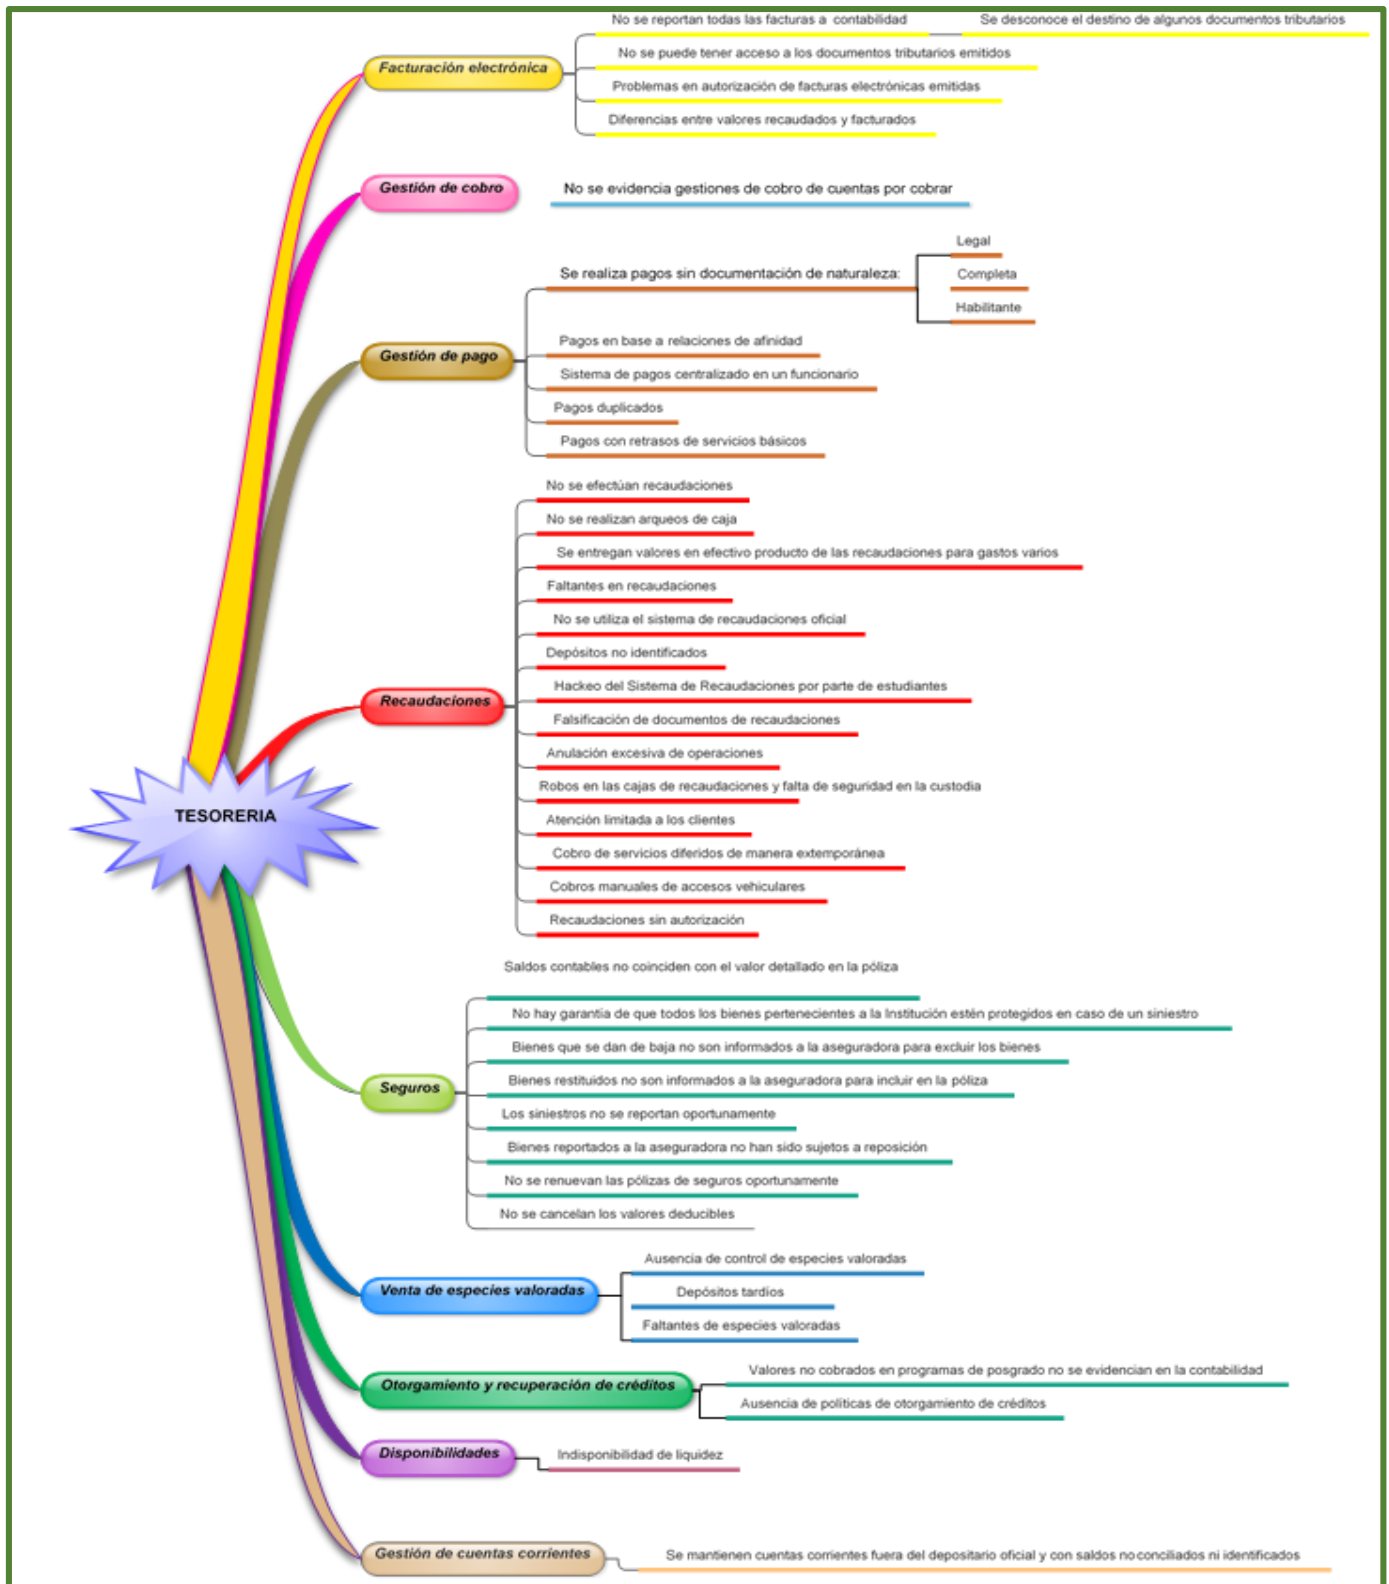 No se reportan todas las facturas a contabilidad
Se desconoce el destino de algunos documentos tributarios
No se puede tener acceso a los documentos tributarios emitidos
Facturación electrónica
Problemas en autorización de facturas electrónicas emitidas
Diferencias entre valores recaudados y facturados
Gestión de cobro
No se evidencia gestiones de cobro de cuentas por cobrar
Legal
Se realiza pagos sin documentación de naturaleza:
Completa
Habilitante
Gestión de pago
Pagos en base a relaciones de afinidad
Sistema de pagos centralizado en un funcionario
Pagos duplicados
Pagos con retrasos de servicios básicos
No se efectúan recaudaciones
No se realizan arqueos de caja
Se entregan valores en efectivo producto de las recaudaciones para gastos varios
Faltantes en recaudaciones
No se utiliza el sistema de recaudaciones oficial
Depósitos no identificados
Hackeo del Sistema de Recaudaciones por parte de estudiantes
Recaudaciones
Falsificación de documentos de recaudaciones
Anulación excesiva de operaciones
Robos en las cajas de recaudaciones y falta de seguridad en la custodia
TESORERIA
Atención limitada a los clientes
Cobro de servicios diferidos de manera extemporánea
Cobros manuales de accesos vehiculares
Recaudaciones sin autorización
Saldos contables no coinciden con el valor detallado en la póliza
No hay garantía de que todos los bienes pertenecientes a la Institución estén protegidos en caso de un siniestro
Bienes que se dan de baja no son informados a la aseguradora para excluir los bienes
Bienes restituidos no son informados a la aseguradora para incluir en la póliza
Seguros
Los siniestros no se reportan oportunamente
Bienes reportados a la aseguradora no han sido sujetos a reposición
No se renuevan las pólizas de seguros oportunamente
No se cancelan los valores deducibles
Ausencia de control de especies valoradas
Venta de especies valoradas
Depósitos tardíos
Faltantes de especies valoradas
Valores no cobrados en programas de posgrado no se evidencian en la contabilidad
Otorgamiento y recuperación de créditos
Ausencia de políticas de otorgamiento de créditos
Disponibilidades
Indisponibilidad de liquidez
Gestión de cuentas corrientes
Se mantienen cuentas corrientes fuera del depositario oficial y con saldos no conciliados ni identificados